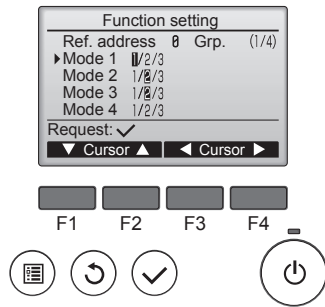 Function setting
Ref. address 0 Grp. (1/4)
Mode 1 1/2/3
Mode 2 1/2/3
Mode 3 1/2/3
Mode 4 1/2/3
Request: ✓
▼ Cursor ▲ ◀ Cursor ▶
F1 F2 F3 F4